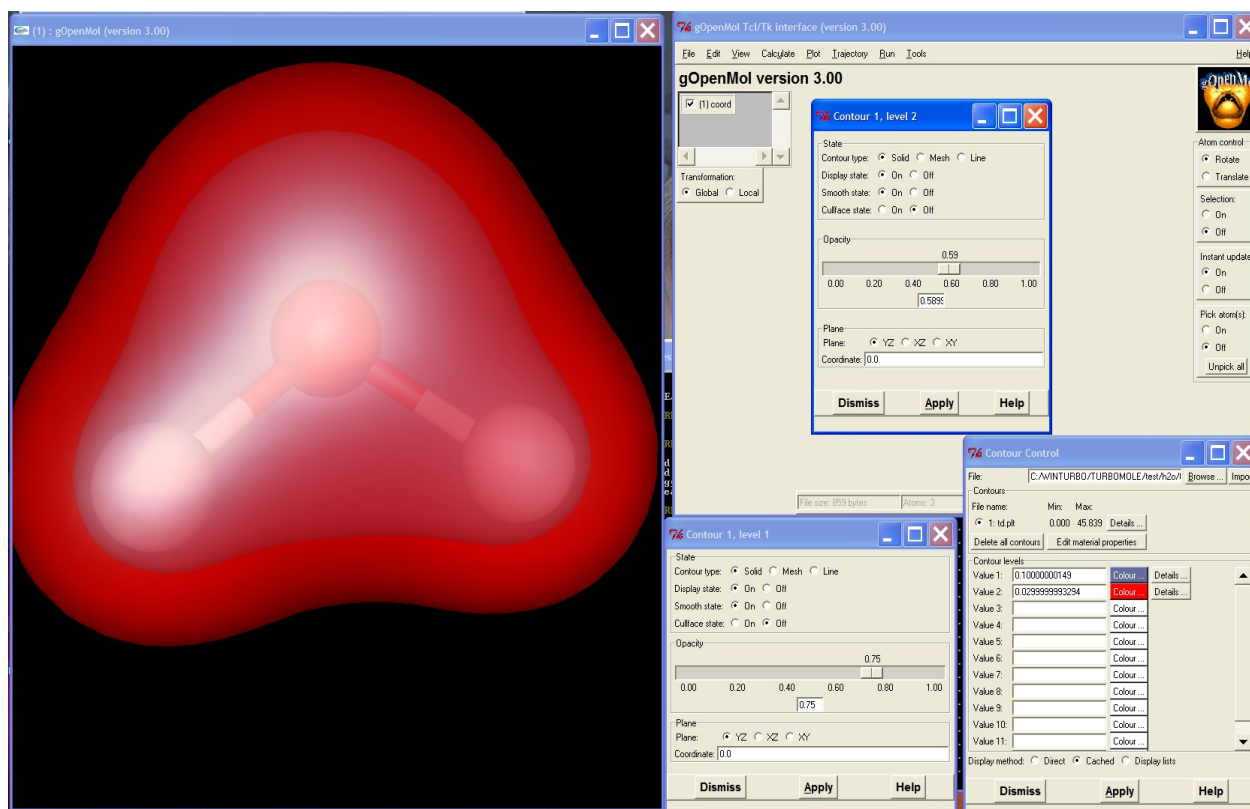 (1) : gOpenMol (version 3.00)
gOpenMol Tcl/Tk interface (version 3.00)
File Edit View Calculate Plot Trajectory Run Tools Help
gOpenMol version 3.00
(1) coord
Transformation:
Global Local
gOpenMol
Atom control
Rotate
Translate
Selection:
On
Off
Instant update
On
Off
Pick atom(s):
On
Off
Unpick all
File size: 859 bytes Atoms: 3
Contour 1, level 2
State
Contour type: Solid Mesh Line
Display state: On Off
Smooth state: On Off
Cullface state: On Off
Opacity
0.59
0.00 0.20 0.40 0.60 0.80 1.00
0.5899
Plane
Plane: YZ XZ XY
Coordinate: 0.0
Dismiss Apply Help
Contour 1, level 1
State
Contour type: Solid Mesh Line
Display state: On Off
Smooth state: On Off
Cullface state: On Off
Opacity
0.75
0.00 0.20 0.40 0.60 0.80 1.00
0.75
Plane
Plane: YZ XZ XY
Coordinate: 0.0
Dismiss Apply Help
Contour Control
File: C:/WINTURBO/TURBOMOLE/test/h2o/ Browse ... Impo
Contours
File name: Min: Max:
1: td.plt 0.000 45.839 Details ...
Delete all contours Edit material properties
Contour levels
Value 1: 0.10000000149 Colour ... Details ...
Value 2: 0.0299999993294 Colour ... Details ...
Value 3: Colour ...
Value 4: Colour ...
Value 5: Colour ...
Value 6: Colour ...
Value 7: Colour ...
Value 8: Colour ...
Value 9: Colour ...
Value 10: Colour ...
Value 11: Colour ...
Display method: Direct Cached Display lists
Dismiss Apply Help